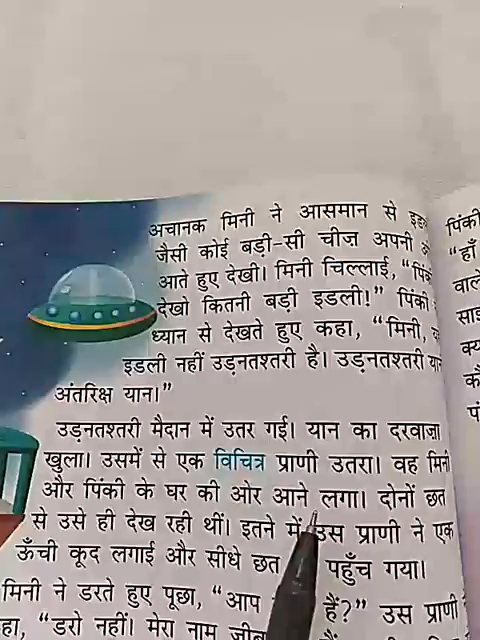 अचानक मिनी ने आसमान से
जैसी कोई बड़ी-सी चीज़ अपनी
आते हुए देखी। मिनी चिल्लाई,
देखो कितनी बड़ी इडली!” पिंकी
ध्यान से देखते हुए कहा, “मिनी,
इडली नहीं उड़नतश्तरी है। उड़नतश्तरी
अंतरिक्ष यान।”
उड़नतश्तरी मैदान में उतर गई। यान का दरवाज़ा
खुला। उसमें से एक विचित्र प्राणी उतरा। वह मिनी
और पिंकी के घर की ओर आने लगा। दोनों छत
से उसे ही देख रही थीं। इतने में उस प्राणी ने एक
ऊँची कूद लगाई और सीधे छत पहुँच गया।
मिनी ने डरते हुए पूछा, “आप हैं?” उस प्राणी
“डरो नहीं। मेरा नाम
पिंकी
“हाँ
वाले